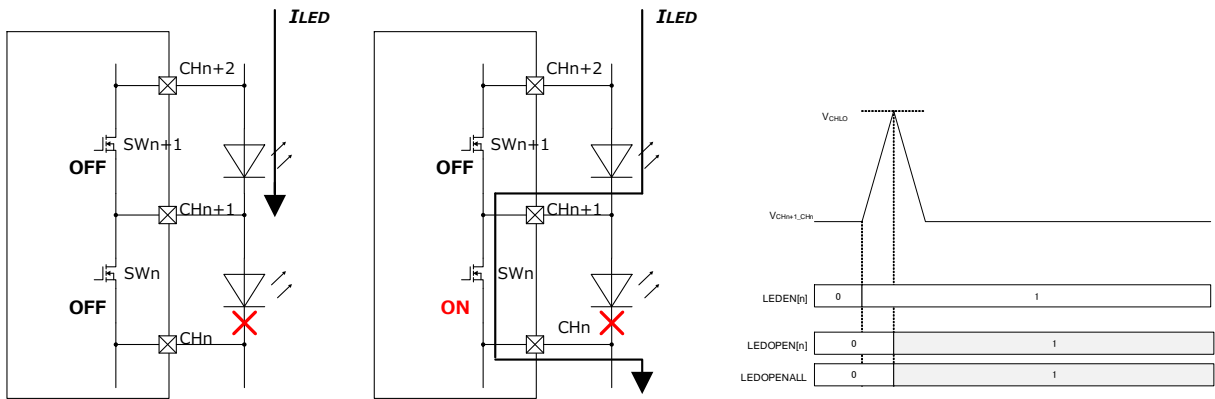 ILED
CHn+2
SWn+1
OFF
CHn+1
SWn
OFF
CHn
ILED
CHn+2
SWn+1
OFF
CHn+1
SWn
ON
CHn
VCHLO
VCHn+1_CHn
LEDEN[n] 0 1
LEDOPEN[n] 0 1
LEDOPENALL 0 1